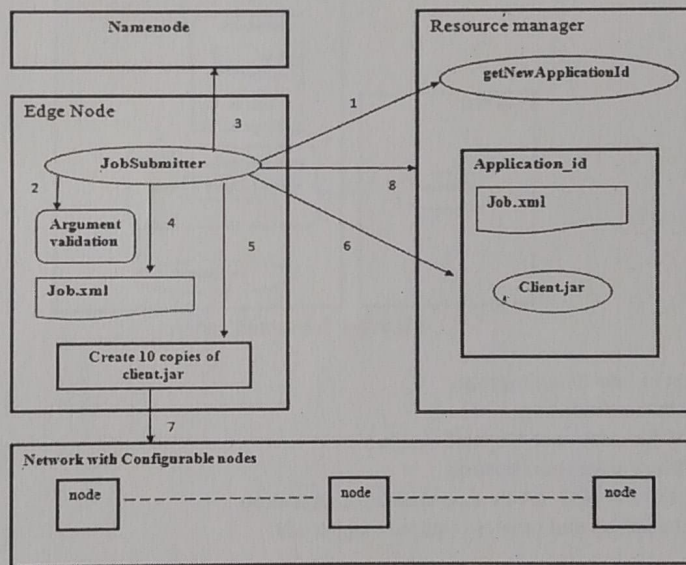 Namenode
Resource manager
getNewApplicationId
1
3
Edge Node
JobSubmitter
2
Argument
validation
4
5
8
6
Application_id
Job.xml
Client.jar
Job.xml
Create 10 copies of
client.jar
7
Network with Configurable nodes
node
node
node